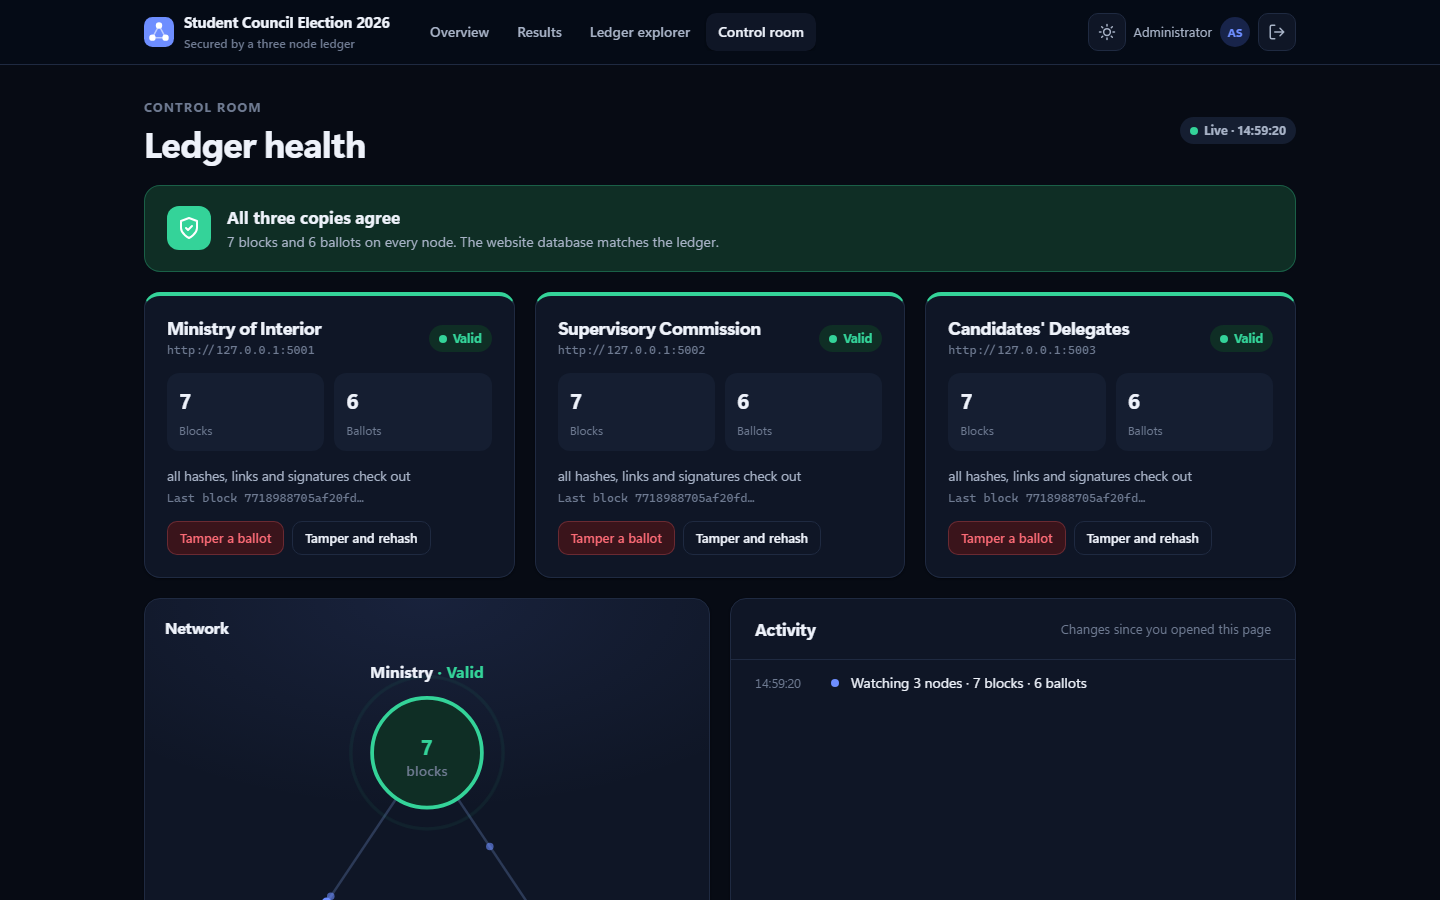 Student Council Election 2026
Secured by a three node ledger
Overview
Results
Ledger explorer
Control room
Administrator
AS
CONTROL ROOM
Ledger health
Live · 14:59:20
All three copies agree
7 blocks and 6 ballots on every node. The website database matches the ledger.
Ministry of Interior
http://127.0.0.1:5001
Valid
7
Blocks
6
Ballots
all hashes, links and signatures check out
Last block 7718988705af20fd…
Tamper a ballot
Tamper and rehash
Supervisory Commission
http://127.0.0.1:5002
Valid
7
Blocks
6
Ballots
all hashes, links and signatures check out
Last block 7718988705af20fd…
Tamper a ballot
Tamper and rehash
Candidates' Delegates
http://127.0.0.1:5003
Valid
7
Blocks
6
Ballots
all hashes, links and signatures check out
Last block 7718988705af20fd…
Tamper a ballot
Tamper and rehash
Network
Ministry · Valid
7
blocks
Activity
Changes since you opened this page
14:59:20
Watching 3 nodes · 7 blocks · 6 ballots